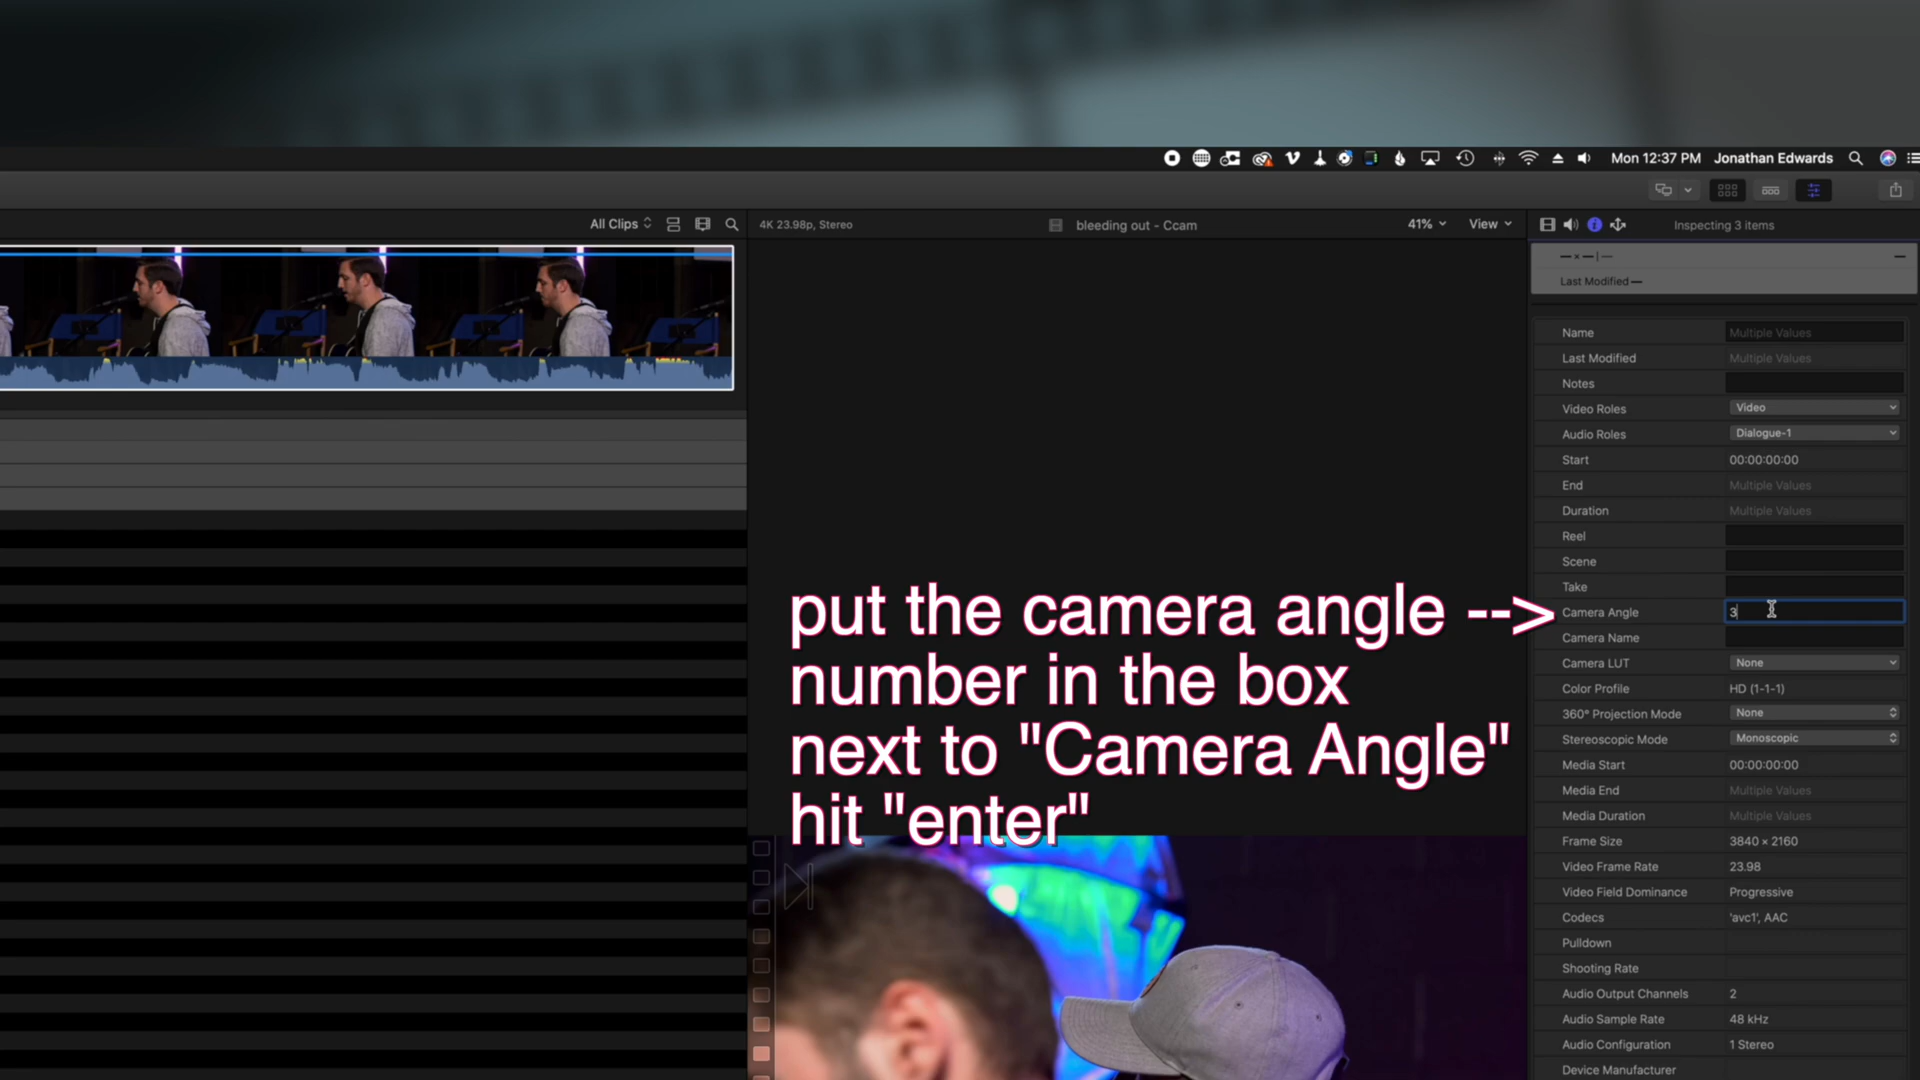 Mon 12:37 PM Jonathan Edwards
All Clips
4K 23.98p, Stereo
bleeding out - Ccam
41%
View
Inspecting 3 items
Last Modified —
Name Multiple Values
Last Modified Multiple Values
Notes
Video Roles Video
Audio Roles Dialogue-1
Start 00:00:00:00
End Multiple Values
Duration Multiple Values
Reel
Scene
Take
Camera Angle 3
Camera Name
Camera LUT None
Color Profile HD (1-1-1)
360° Projection Mode None
Stereoscopic Mode Monoscopic
Media Start 00:00:00:00
Media End Multiple Values
Media Duration Multiple Values
Frame Size 3840 × 2160
Video Frame Rate 23.98
Video Field Dominance Progressive
Codecs 'avc1', AAC
Pulldown
Shooting Rate
Audio Output Channels 2
Audio Sample Rate 48 kHz
Audio Configuration 1 Stereo
Device Manufacturer
put the camera angle -->
number in the box
next to "Camera Angle"
hit "enter"